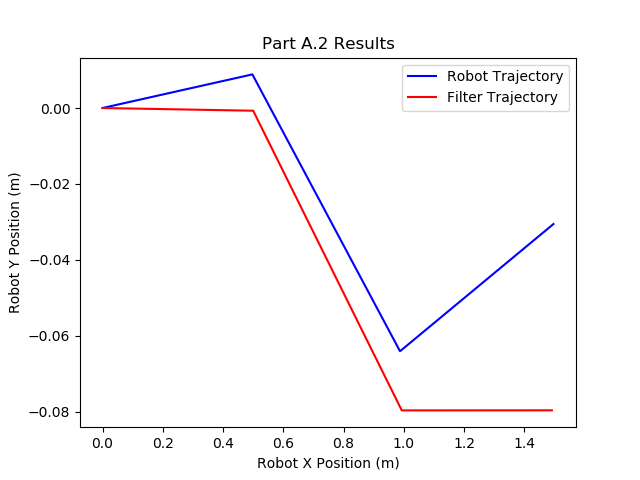 Part A.2 Results
Robot Trajectory
Filter Trajectory
0.00
−0.02
−0.04
−0.06
−0.08
Robot Y Position (m)
0.0 0.2 0.4 0.6 0.8 1.0 1.2 1.4
Robot X Position (m)